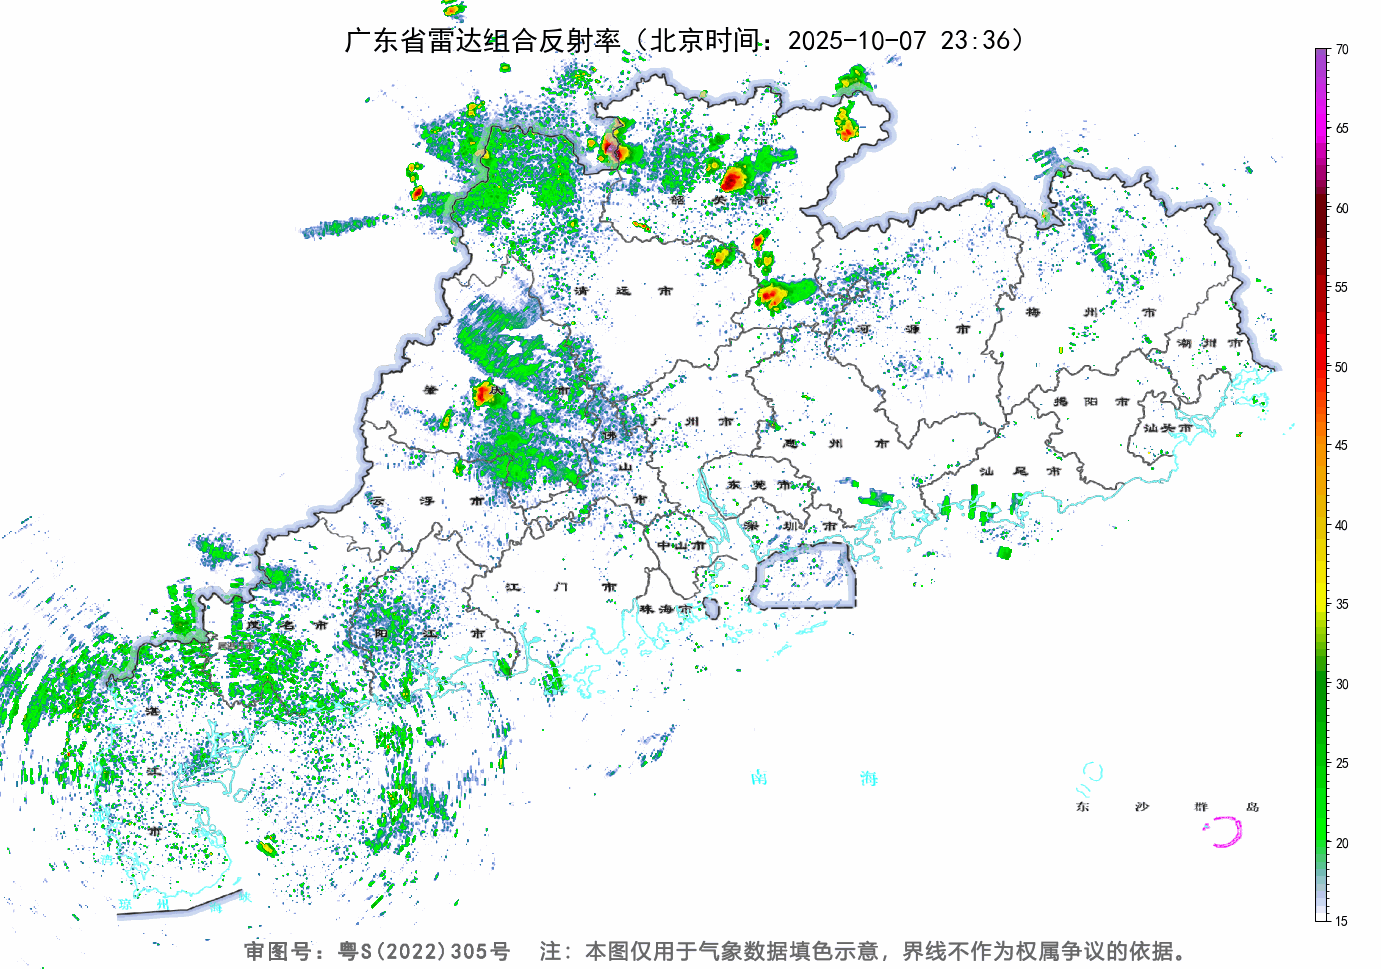 广东省雷达组合反射率（北京时间：2025-10-07 23:36）
70
65
60
55
50
45
40
35
30
25
20
15
韶关市
清远市
河源市
梅州市
潮州市
肇庆市
广州市
惠州市
揭阳市
汕头市
佛山市
东莞市
汕尾市
云浮市
深圳市
中山市
江门市
珠海市
茂名市
阳江市
湛江市
南海
东沙群岛
琼州海峡
审图号：粤S(2022)305号 注：本图仅用于气象数据填色示意，界线不作为权属争议的依据。